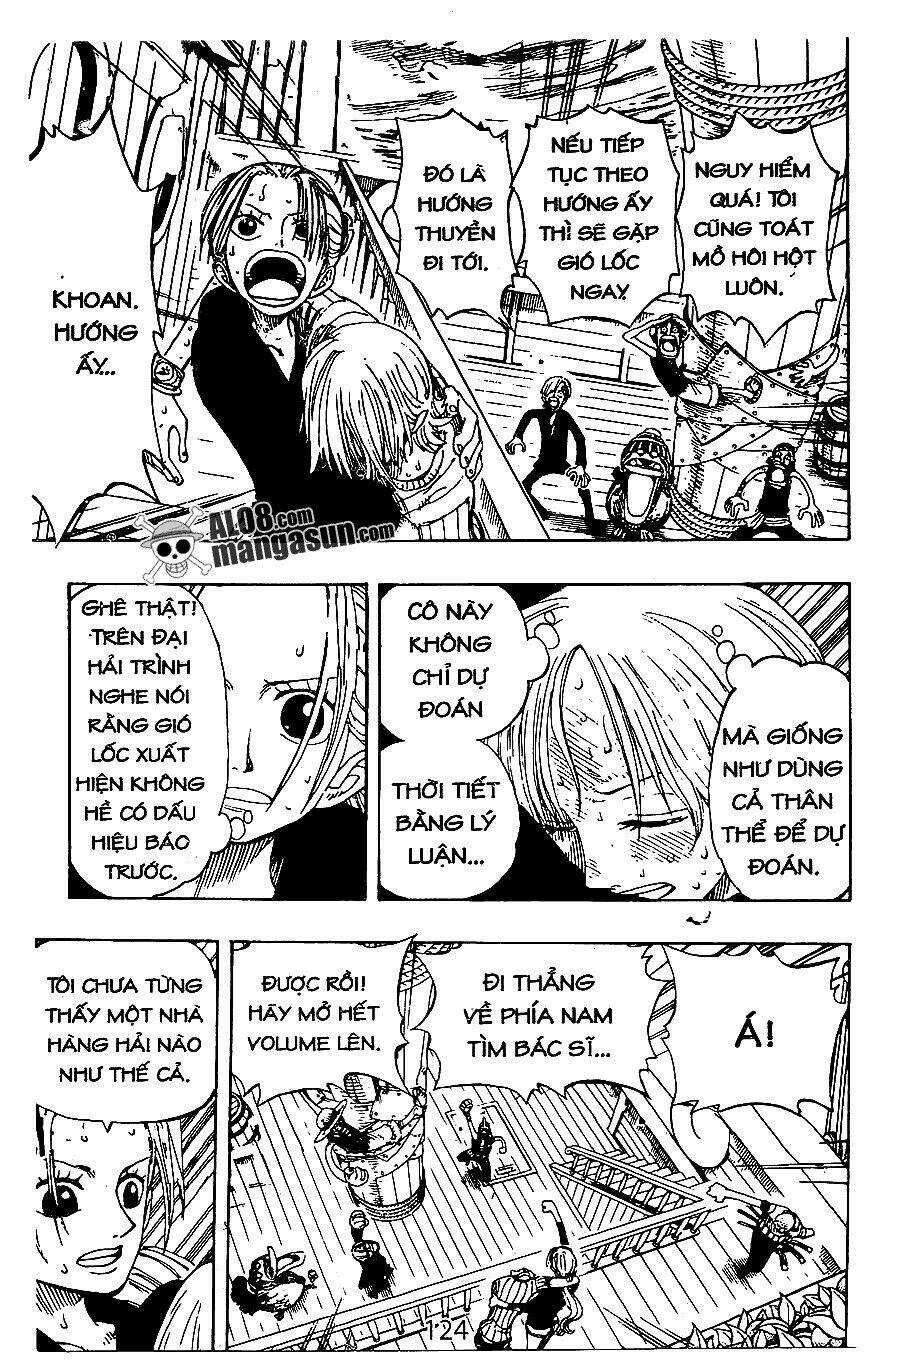 NGUY HIỂM
QUÁ! TÔI
CŨNG TOÁT
MỒ HÔI HỘT
LUÔN.
NẾU TIẾP
TỤC THEO
HƯỚNG ẤY
THÌ SẼ GẶP
GIÓ LỐC
NGAY.
ĐÓ LÀ
HƯỚNG
THUYỀN
ĐI TỚI.
KHOAN.
HƯỚNG
ẤY...
ALO8.com
mangasun.com
MÀ GIỐNG
NHƯ DÙNG
CẢ THÂN
THỂ ĐỂ DỰ
ĐOÁN.
CÔ NÀY
KHÔNG
CHỈ DỰ
ĐOÁN
THỜI TIẾT
BẰNG LÝ
LUẬN...
GHÊ THẬT!
TRÊN ĐẠI
HẢI TRÌNH
NGHE NÓI
RẰNG GIÓ
LỐC XUẤT
HIỆN KHÔNG
HỀ CÓ DẤU
HIỆU BÁO
TRƯỚC.
Á!
ĐI THẲNG
VỀ PHÍA NAM
TÌM BÁC SĨ...
ĐƯỢC RỒI!
HÃY MỞ HẾT
VOLUME LÊN.
TÔI CHƯA TỪNG
THẤY MỘT NHÀ
HÀNG HẢI NÀO
NHƯ THẾ CẢ.
124